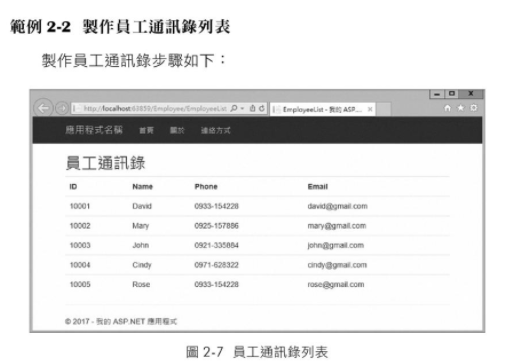 範例 2-2 製作員工通訊錄列表
製作員工通訊錄步驟如下：
http://localhost:63859/Employee/EmployeeList EmployeeList - 我的 ASP....
應用程式名稱 首頁 關於 連絡方式
員工通訊錄
ID Name Phone Email
10001 David 0933-154228 david@gmail.com
10002 Mary 0925-157886 mary@gmail.com
10003 John 0921-335884 john@gmail.com
10004 Cindy 0971-628322 cindy@gmail.com
10005 Rose 0933-154228 rose@gmail.com
© 2017 - 我的 ASP.NET 應用程式
圖 2-7 員工通訊錄列表